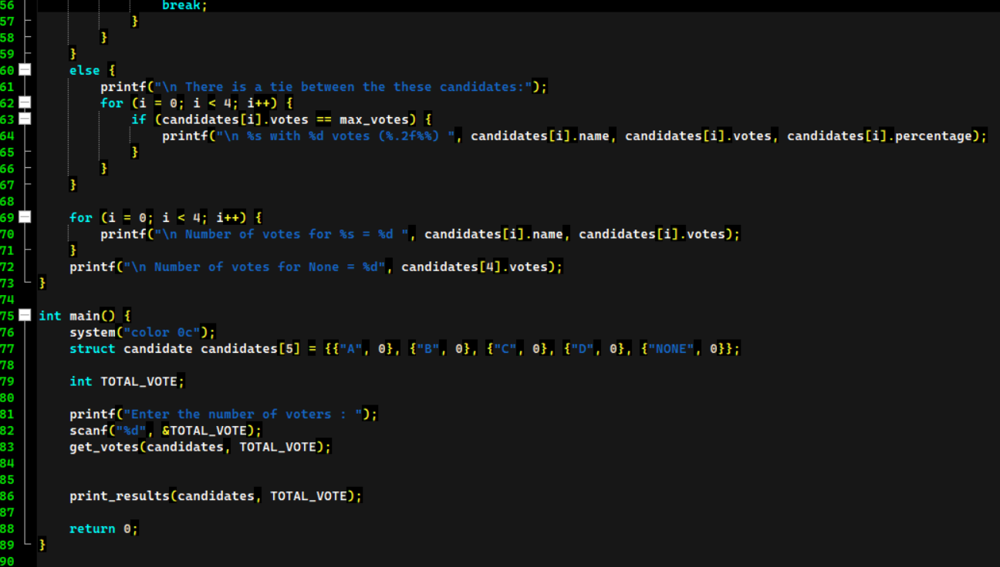 56                 break;
57             }
58         }
59     }
60     else {
61         printf("\n There is a tie between the these candidates:");
62         for (i = 0; i < 4; i++) {
63             if (candidates[i].votes == max_votes) {
64                 printf("\n %s with %d votes (%.2f%%) ", candidates[i].name, candidates[i].votes, candidates[i].percentage);
65             }
66         }
67     }
68
69     for (i = 0; i < 4; i++) {
70         printf("\n Number of votes for %s = %d ", candidates[i].name, candidates[i].votes);
71     }
72     printf("\n Number of votes for None = %d", candidates[4].votes);
73 }
74
75 int main() {
76     system("color 0c");
77     struct candidate candidates[5] = {{"A", 0}, {"B", 0}, {"C", 0}, {"D", 0}, {"NONE", 0}};
78
79     int TOTAL_VOTE;
80
81     printf("Enter the number of voters : ");
82     scanf("%d", &TOTAL_VOTE);
83     get_votes(candidates, TOTAL_VOTE);
84
85
86     print_results(candidates, TOTAL_VOTE);
87
88     return 0;
89 }
90